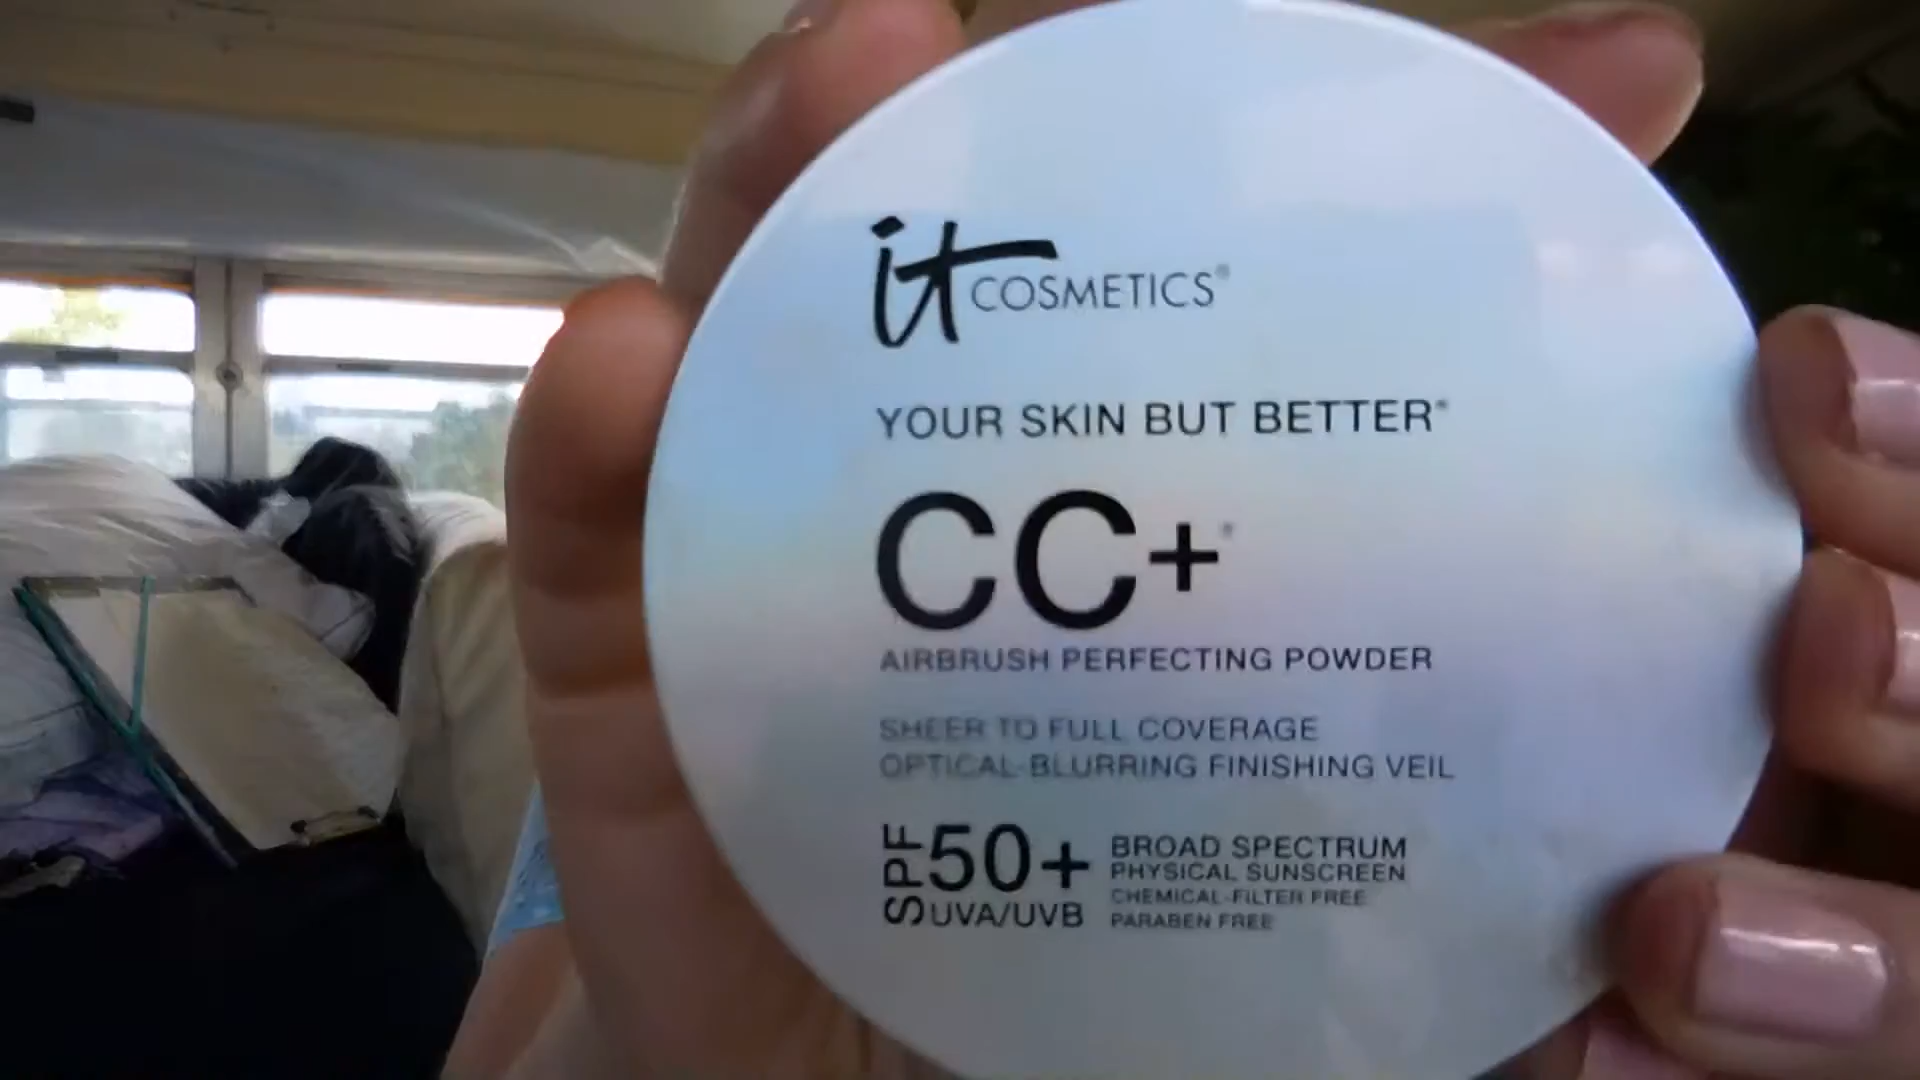 it COSMETICS®
YOUR SKIN BUT BETTER®
CC+®
AIRBRUSH PERFECTING POWDER
SHEER TO FULL COVERAGE
OPTICAL-BLURRING FINISHING VEIL
SPF 50+
UVA/UVB
BROAD SPECTRUM
PHYSICAL SUNSCREEN
CHEMICAL-FILTER FREE
PARABEN FREE